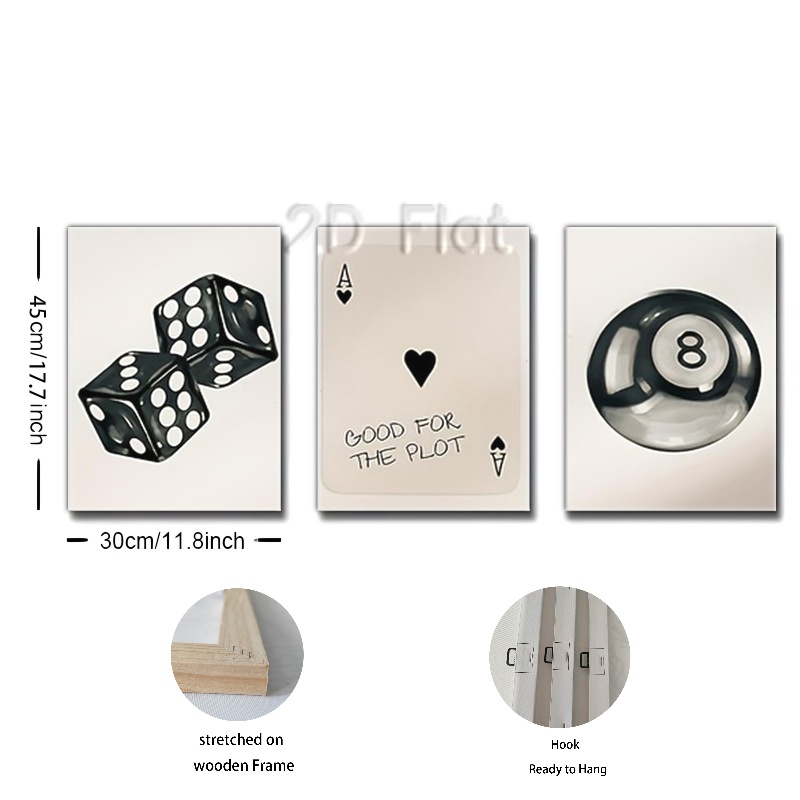 2D Flat
A
GOOD FOR
THE PLOT
A
8
45cm/17.7inch
30cm/11.8inch
stretched on
wooden Frame
Hook
Ready to Hang